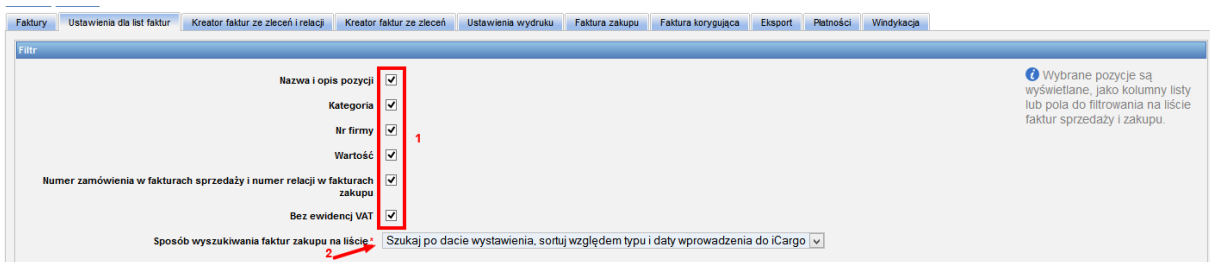 Faktury Ustawienia dla list faktur Kreator faktur ze zleceń i relacji Kreator faktur ze zleceń Ustawienia wydruku Faktura zakupu Faktura korygująca Eksport Płatności Windykacja
Filtr
Nazwa i opis pozycji
Kategoria
Nr firmy
Wartość
Numer zamówienia w fakturach sprzedaży i numer relacji w fakturach
zakupu
Bez ewidencj VAT
Sposób wyszukiwania faktur zakupu na liście* Szukaj po dacie wystawienia, sortuj względem typu i daty wprowadzenia do iCargo
1
2
Wybrane pozycje są
wyświetlane, jako kolumny listy
lub pola do filtrowania na liście
faktur sprzedaży i zakupu.